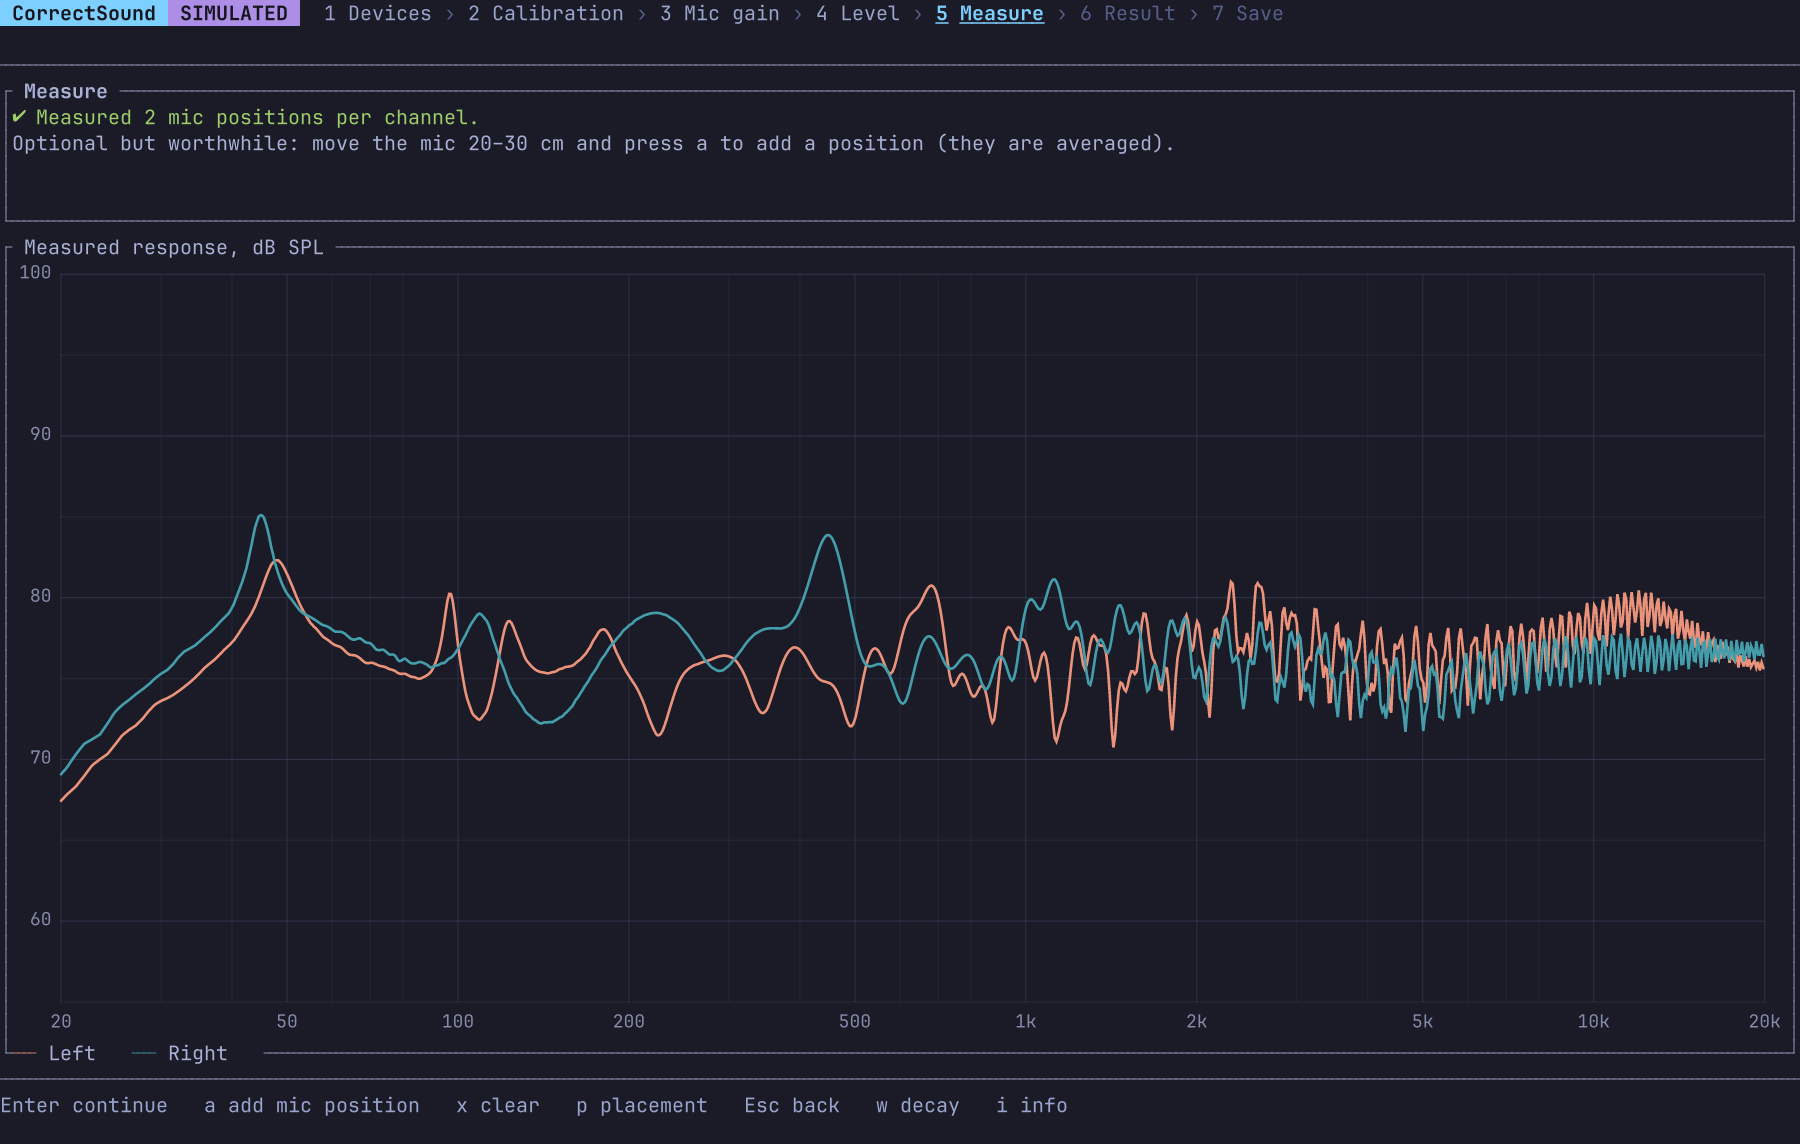 CorrectSound SIMULATED 1 Devices › 2 Calibration › 3 Mic gain › 4 Level › 5 Measure › 6 Result › 7 Save
Measure
✔ Measured 2 mic positions per channel.
Optional but worthwhile: move the mic 20–30 cm and press a to add a position (they are averaged).
Measured response, dB SPL
100
90
80
70
60
20 50 100 200 500 1k 2k 5k 10k 20k
Left Right
Enter continue a add mic position x clear p placement Esc back w decay i info